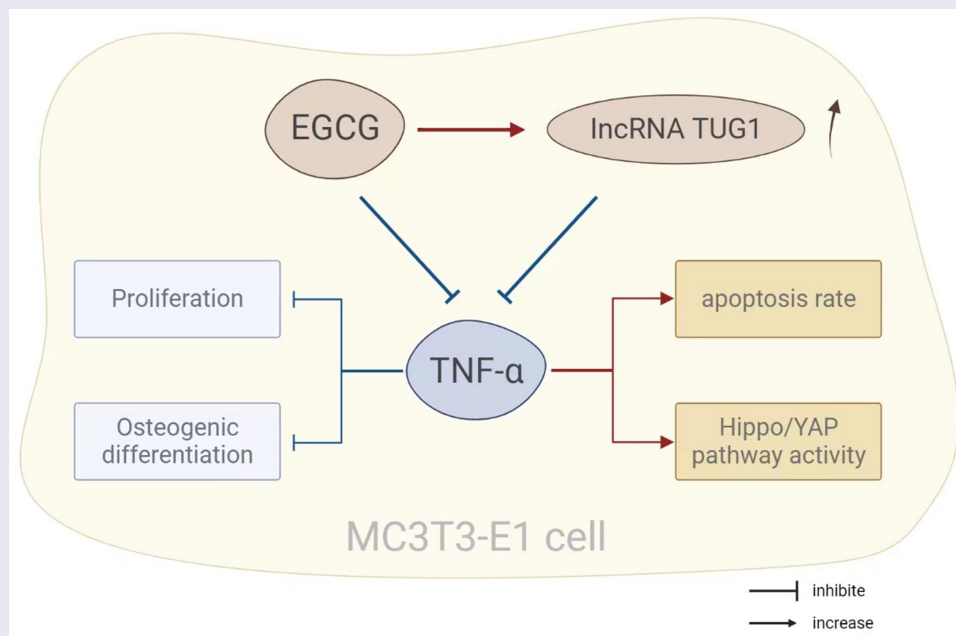 EGCG
lncRNA TUG1
Proliferation
apoptosis rate
TNF-α
Osteogenic
differentiation
Hippo/YAP
pathway activity
MC3T3-E1 cell
inhibite
increase